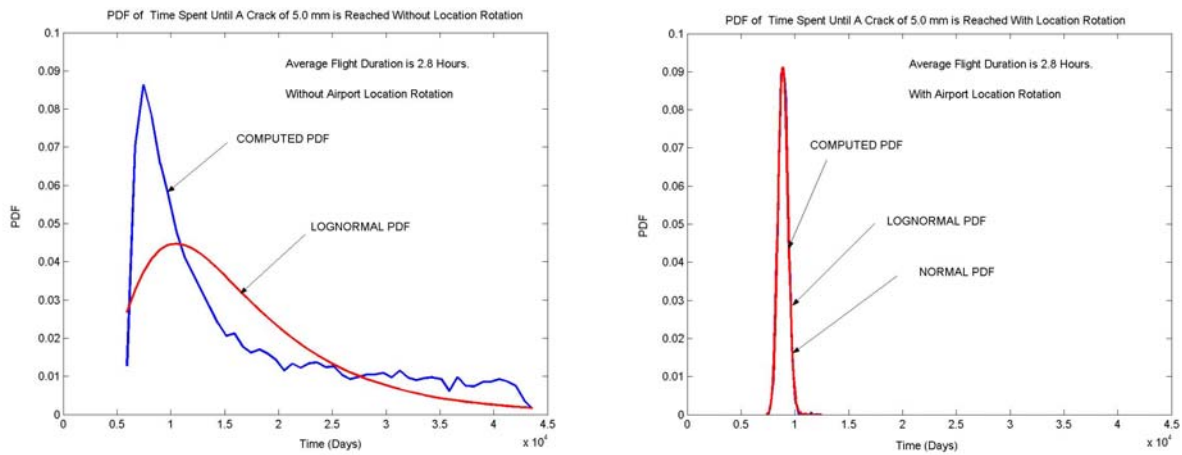 PDF of Time Spent Until A Crack of 5.0 mm is Reached Without Location Rotation
0.1
0.09
0.08
0.07
0.06
0.05
0.04
0.03
0.02
0.01
0
PDF
Average Flight Duration is 2.8 Hours.
Without Airport Location Rotation
COMPUTED PDF
LOGNORMAL PDF
0 0.5 1 1.5 2 2.5 3 3.5 4 4.5
x 10⁴
Time (Days)
PDF of Time Spent Until A Crack of 5.0 mm is Reached With Location Rotation
0.1
0.09
0.08
0.07
0.06
0.05
0.04
0.03
0.02
0.01
0
PDF
Average Flight Duration is 2.8 Hours.
With Airport Location Rotation
COMPUTED PDF
LOGNORMAL PDF
NORMAL PDF
0 0.5 1 1.5 2 2.5 3 3.5 4 4.5
x 10⁴
Time (Days)